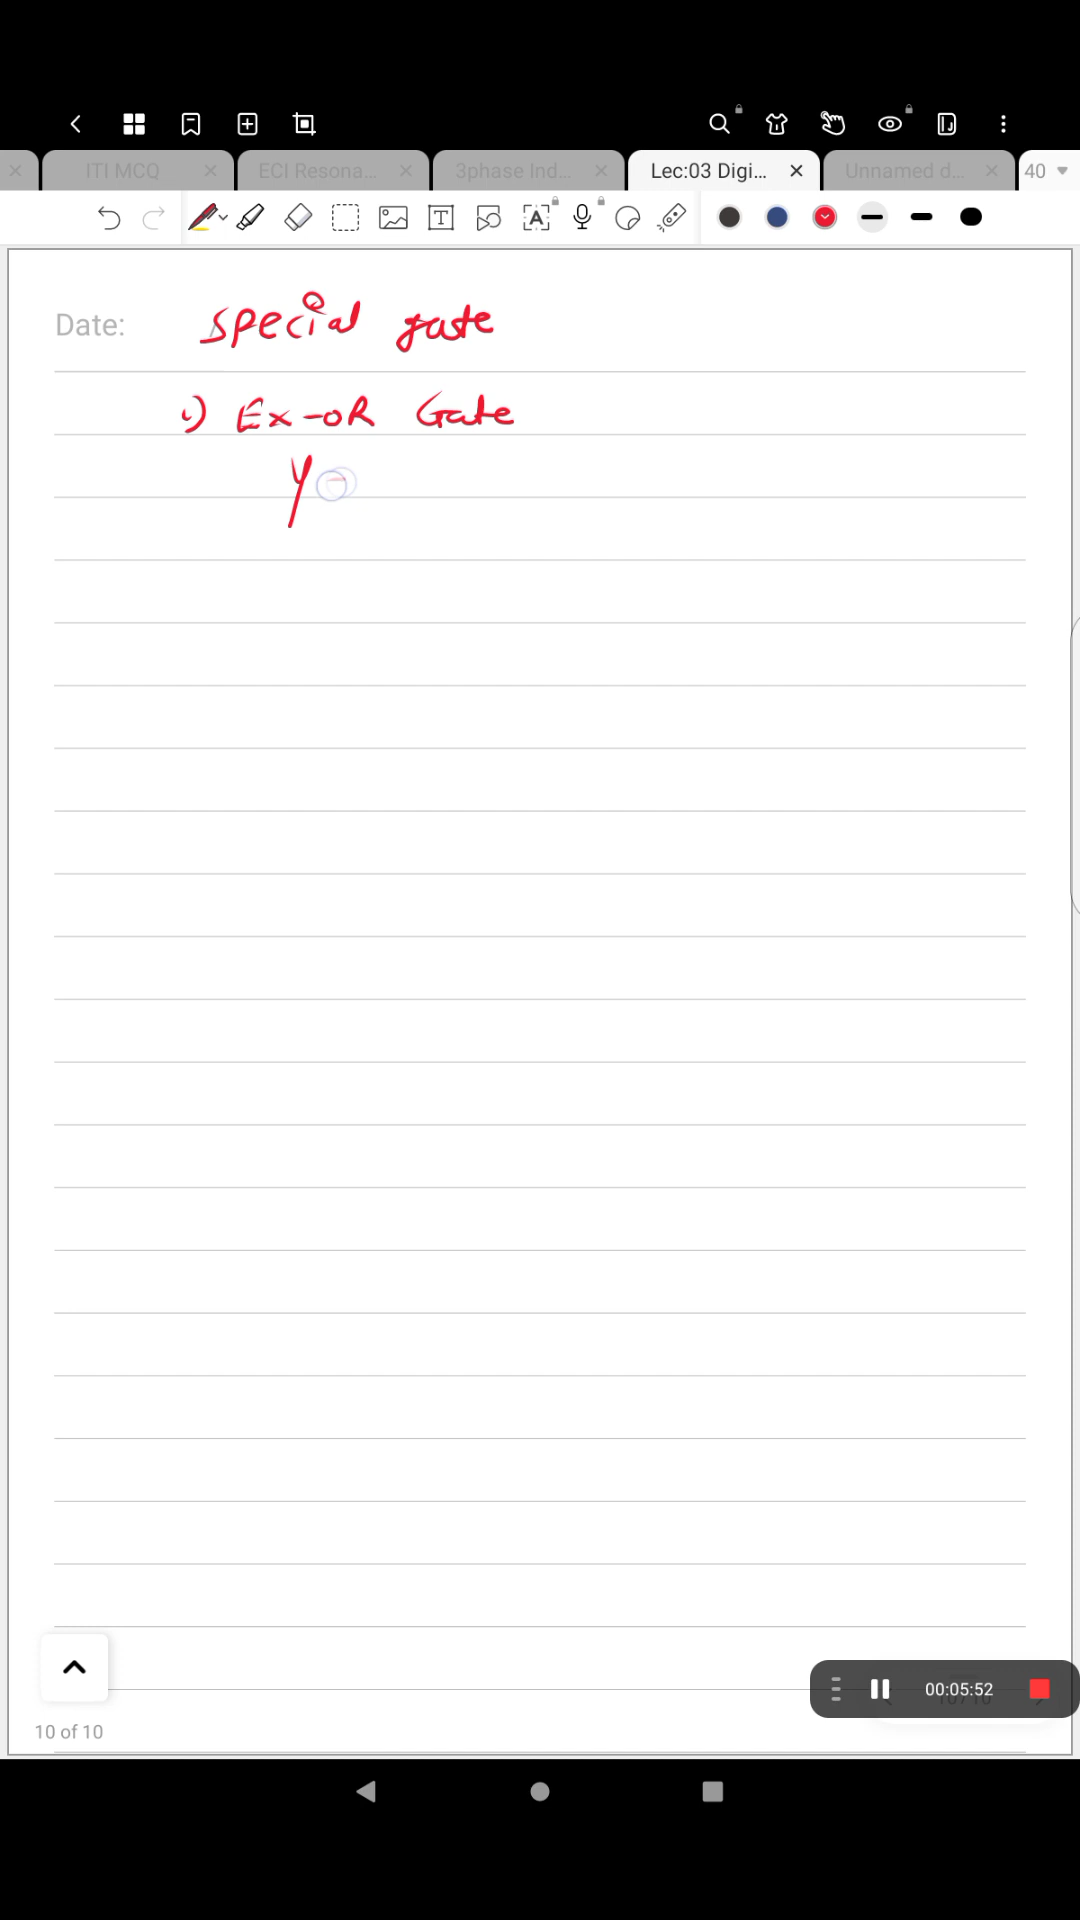 ITI MCQ ECI Resona... 3phase Ind... Lec:03 Digi... Unnamed d... 40
Date: special gate
i) Ex-OR Gate
Y =
00:05:52
10 of 10